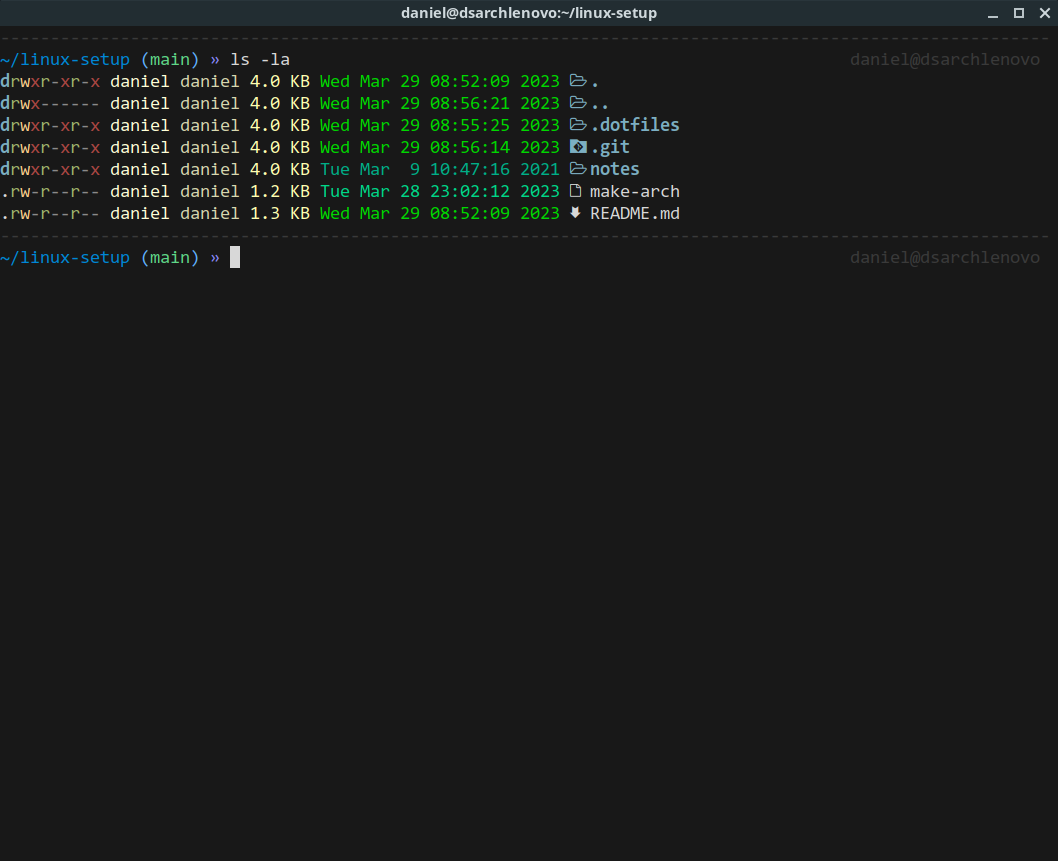 daniel@dsarchlenovo:~/linux-setup
~/linux-setup (main) » ls -la daniel@dsarchlenovo
drwxr-xr-x daniel daniel 4.0 KB Wed Mar 29 08:52:09 2023 .
drwx------ daniel daniel 4.0 KB Wed Mar 29 08:56:21 2023 ..
drwxr-xr-x daniel daniel 4.0 KB Wed Mar 29 08:55:25 2023 .dotfiles
drwxr-xr-x daniel daniel 4.0 KB Wed Mar 29 08:56:14 2023 .git
drwxr-xr-x daniel daniel 4.0 KB Tue Mar  9 10:47:16 2021 notes
.rw-r--r-- daniel daniel 1.2 KB Tue Mar 28 23:02:12 2023 make-arch
.rw-r--r-- daniel daniel 1.3 KB Wed Mar 29 08:52:09 2023 README.md
~/linux-setup (main) » daniel@dsarchlenovo